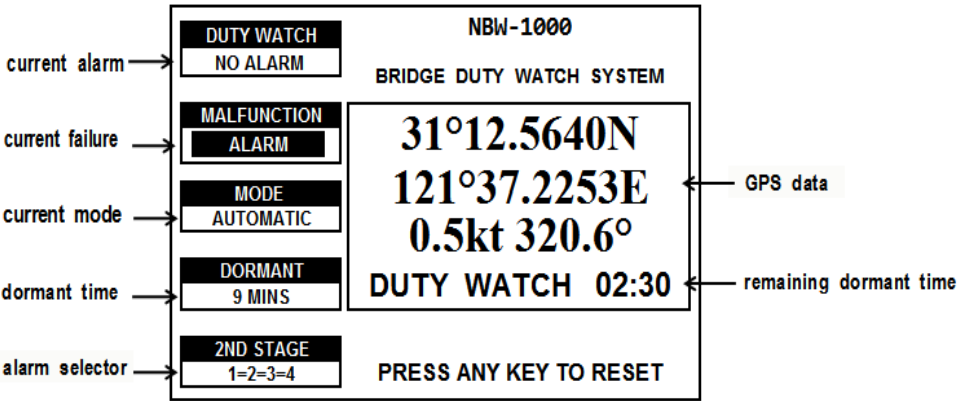 NBW-1000
BRIDGE DUTY WATCH SYSTEM
current alarm
DUTY WATCH
NO ALARM
current failure
MALFUNCTION
ALARM
current mode
MODE
AUTOMATIC
dormant time
DORMANT
9 MINS
alarm selector
2ND STAGE
1=2=3=4
31°12.5640N
121°37.2253E
0.5kt 320.6°
DUTY WATCH 02:30
GPS data
remaining dormant time
PRESS ANY KEY TO RESET